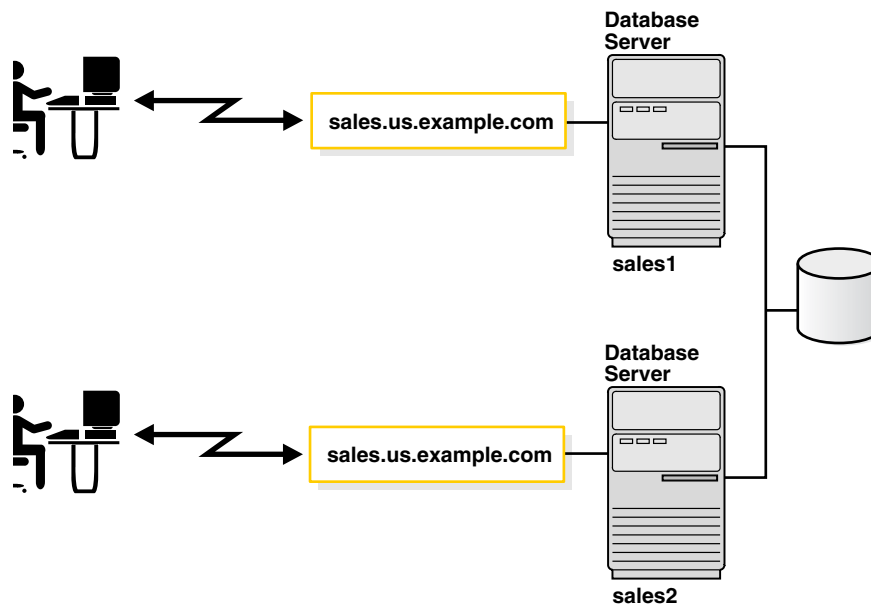 Database
Server
sales.us.example.com
sales1
Database
Server
sales.us.example.com
sales2